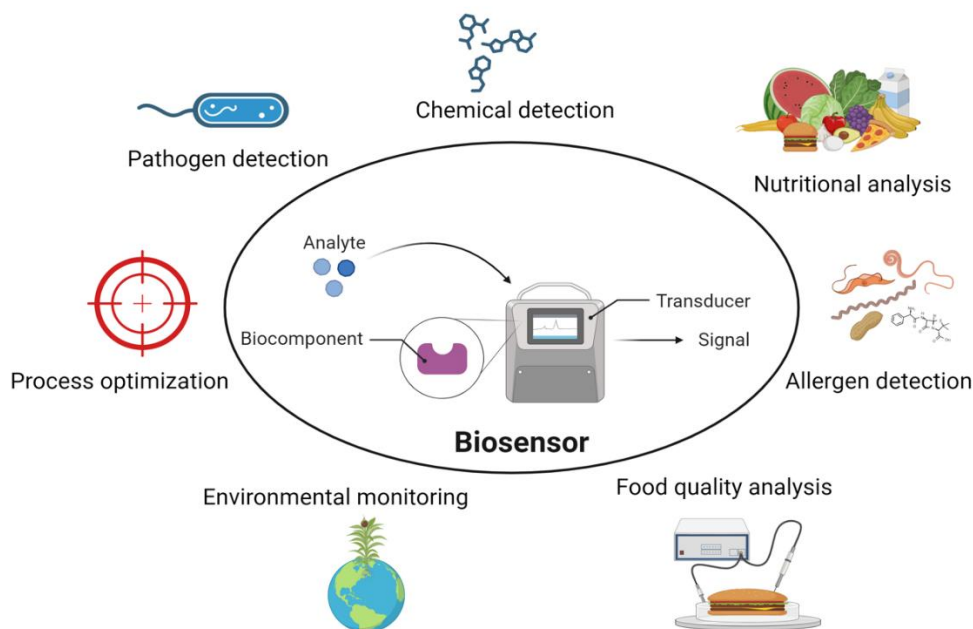 Chemical detection
Pathogen detection
Nutritional analysis
Analyte
Transducer
Biocomponent
Signal
Process optimization
Allergen detection
Biosensor
Environmental monitoring
Food quality analysis